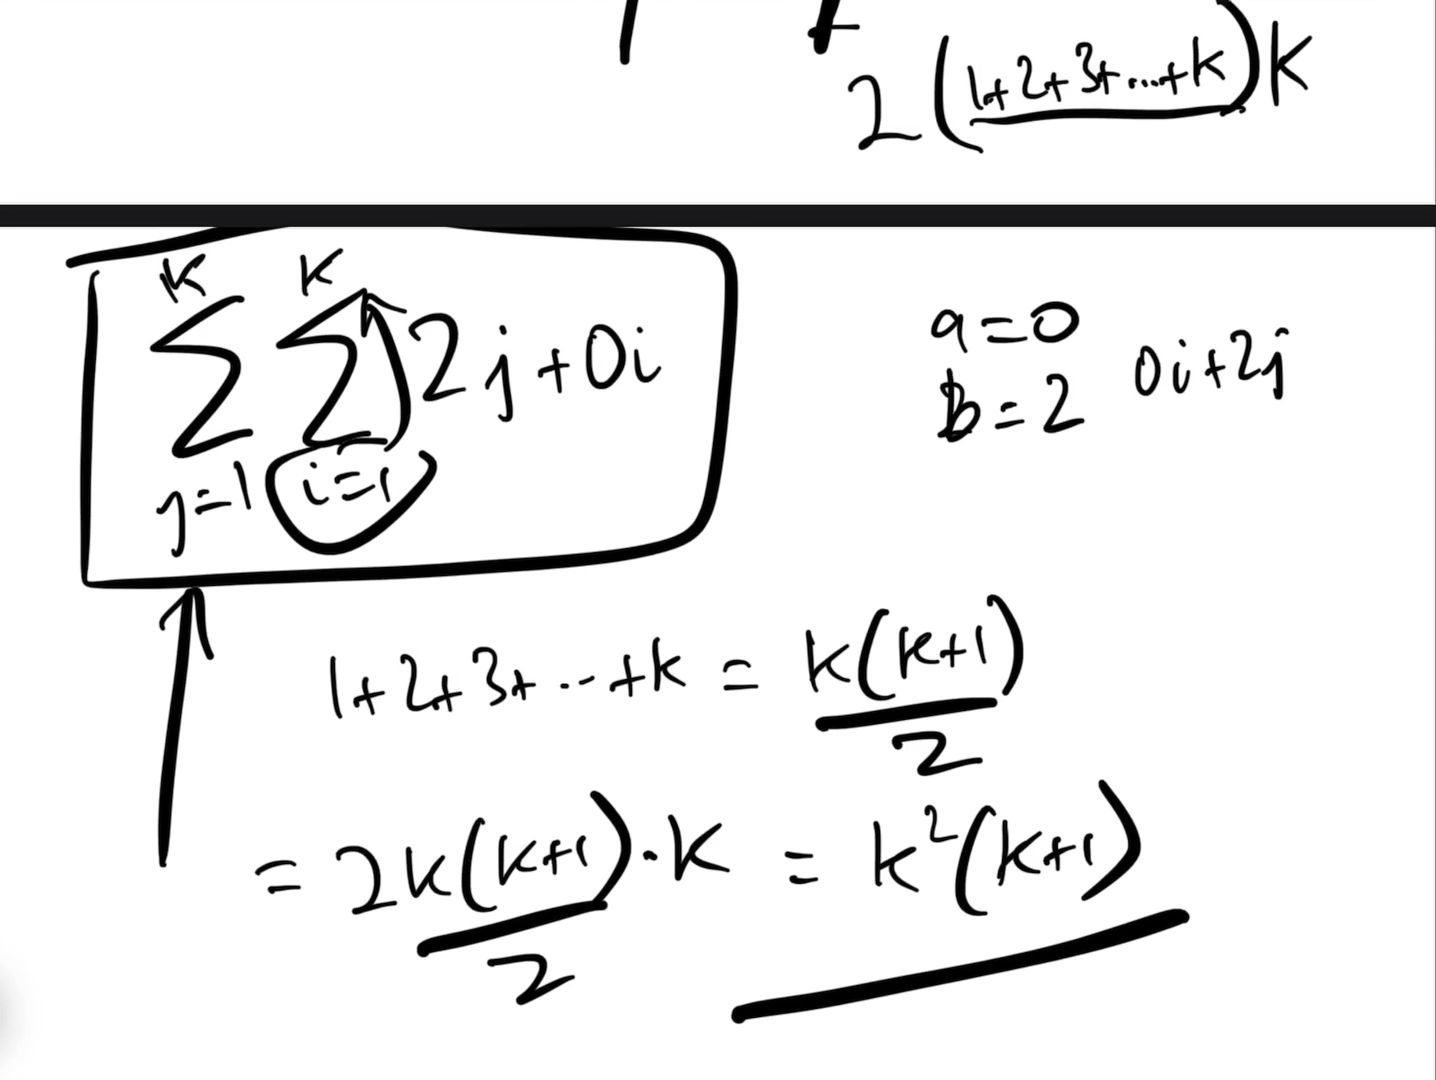 2(1+2+3+...+k)k
k k
∑ ∑ 2j+0i
j=1 i=1
a=0
b=2
0i+2j
1+2+3+...+k = k(k+1)/2
= 2k(k+1)/2 · k = k²(k+1)